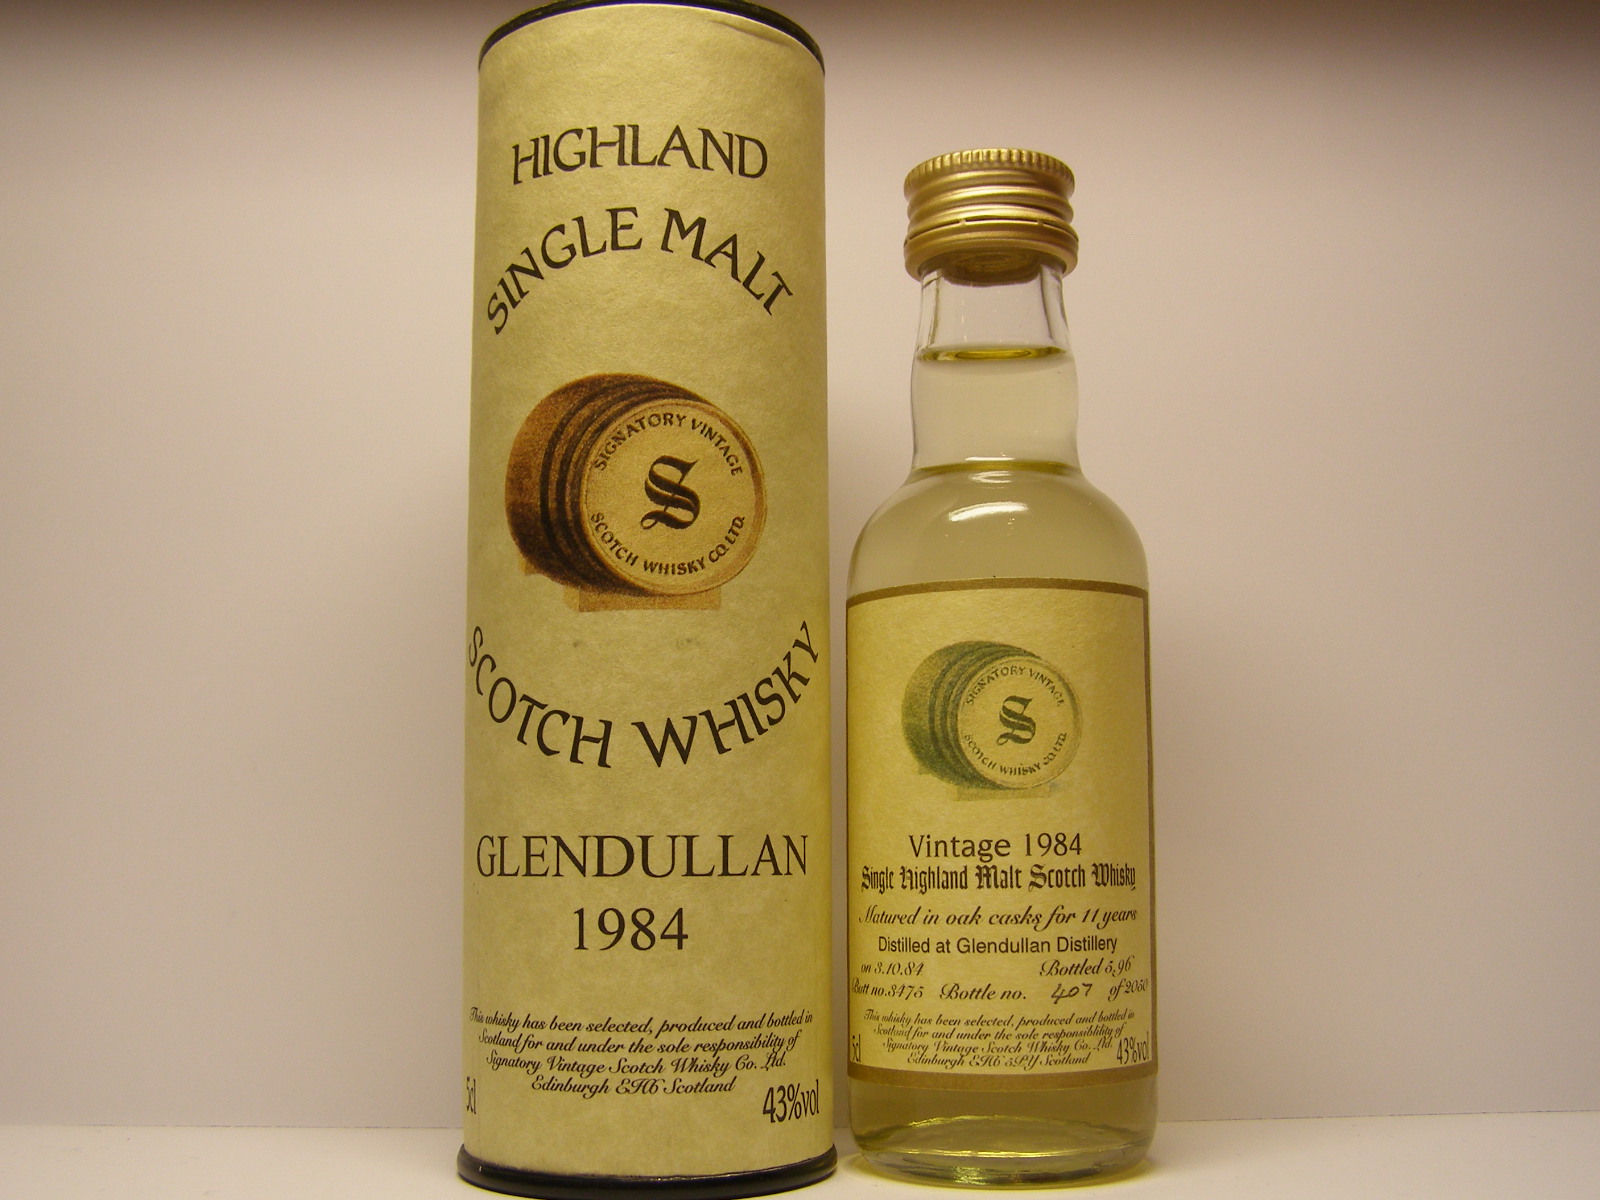 HIGHLAND
SINGLE MALT
SIGNATORY VINTAGE
S
SCOTCH WHISKY CO. LTD.
SCOTCH WHISKY
GLENDULLAN
1984
This whisky has been selected, produced and bottled in
Scotland for and under the sole responsibility of
Signatory Vintage Scotch Whisky Co. Ltd.
Edinburgh EH6 Scotland
5cl
43%vol
SIGNATORY VINTAGE
S
SCOTCH WHISKY CO. LTD.
Vintage 1984
Single Highland Malt Scotch Whisky
Matured in oak casks for 11 years
Distilled at Glendullan Distillery
on 3.10.84 Bottled 5.96
Butt no. 3475 Bottle no. 407 of 2050
This whisky has been selected, produced and bottled in
Scotland for and under the sole responsiblility of
Signatory Vintage Scotch Whisky Co. Ltd.
Edinburgh EH6 5PY Scotland
5cl
43%vol